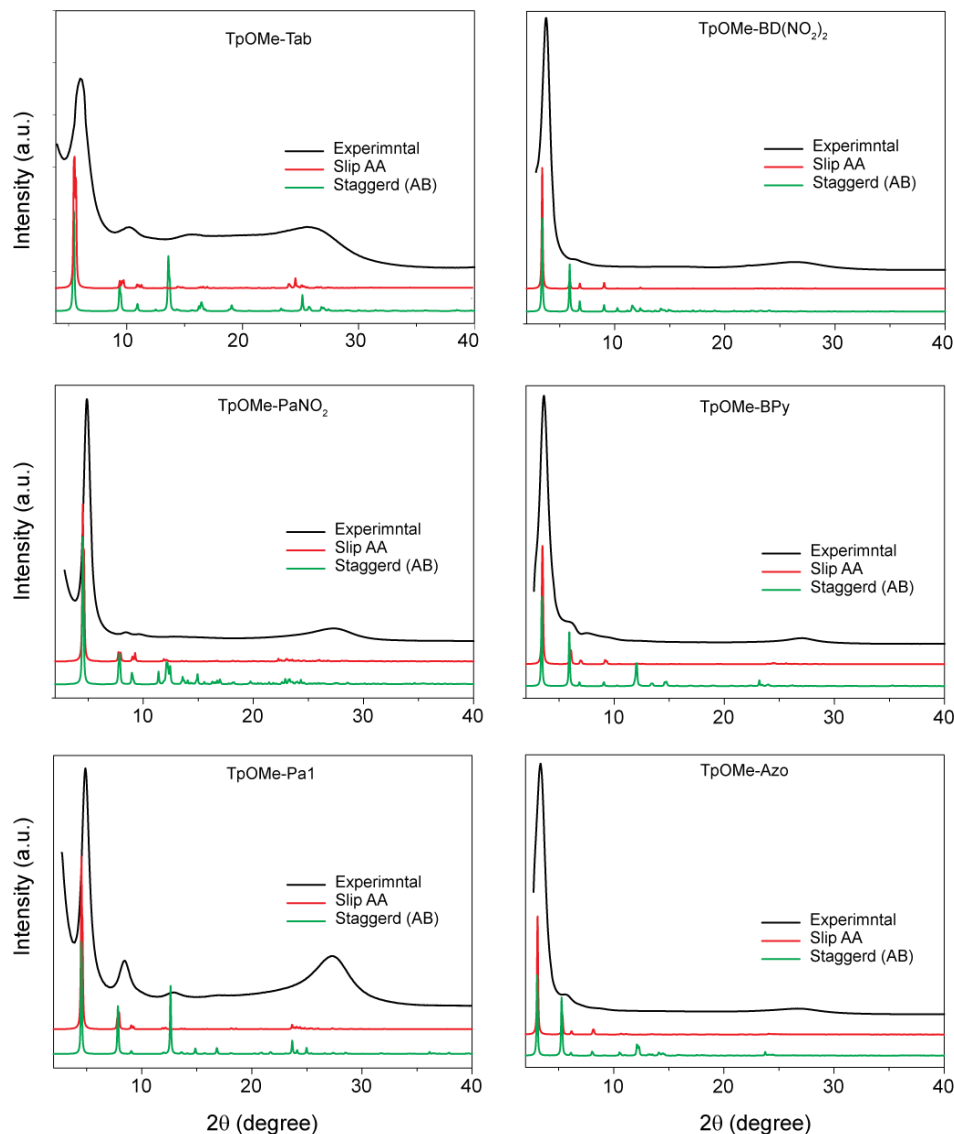 TpOMe-Tab
Intensity (a.u.)
Experimntal
Slip AA
Staggerd (AB)
10
20
30
40
TpOMe-BD(NO₂)₂
Experimntal
Slip AA
Staggerd (AB)
10
20
30
40
TpOMe-PaNO₂
Intensity (a.u.)
Experimntal
Slip AA
Staggerd (AB)
10
20
30
40
TpOMe-BPy
Experimntal
Slip AA
Staggerd (AB)
10
20
30
40
TpOMe-Pa1
Intensity (a.u.)
Experimntal
Slip AA
Staggerd (AB)
10
20
30
40
2θ (degree)
TpOMe-Azo
Experimntal
Slip AA
Staggerd (AB)
10
20
30
40
2θ (degree)